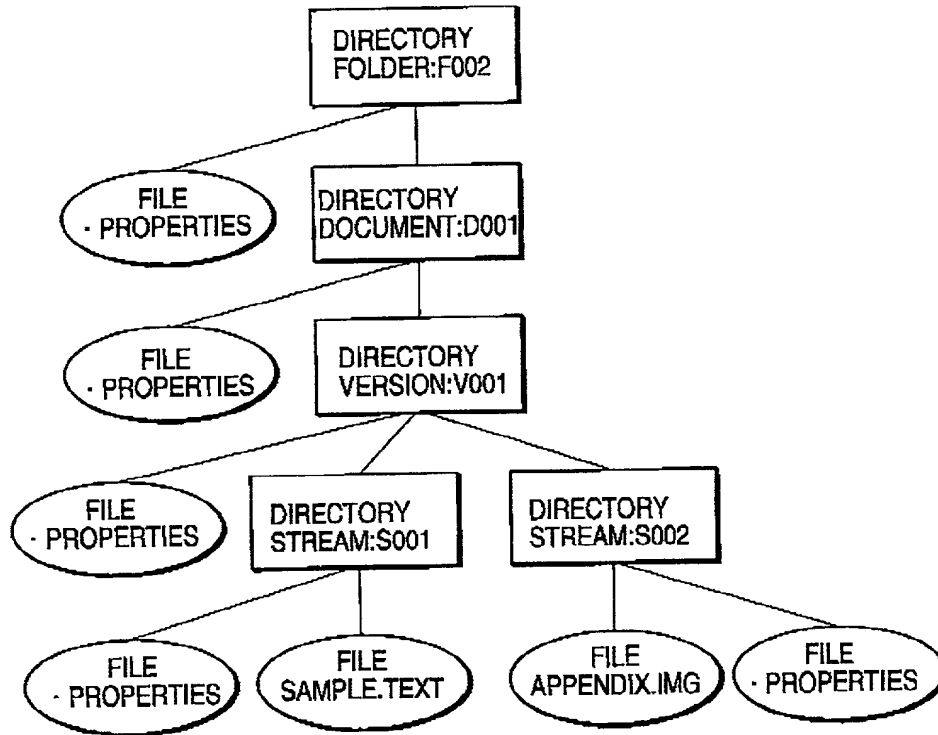 DIRECTORY
FOLDER:F002
FILE
· PROPERTIES
DIRECTORY
DOCUMENT:D001
FILE
· PROPERTIES
DIRECTORY
VERSION:V001
FILE
· PROPERTIES
DIRECTORY
STREAM:S001
DIRECTORY
STREAM:S002
FILE
· PROPERTIES
FILE
SAMPLE.TEXT
FILE
APPENDIX.IMG
FILE
· PROPERTIES